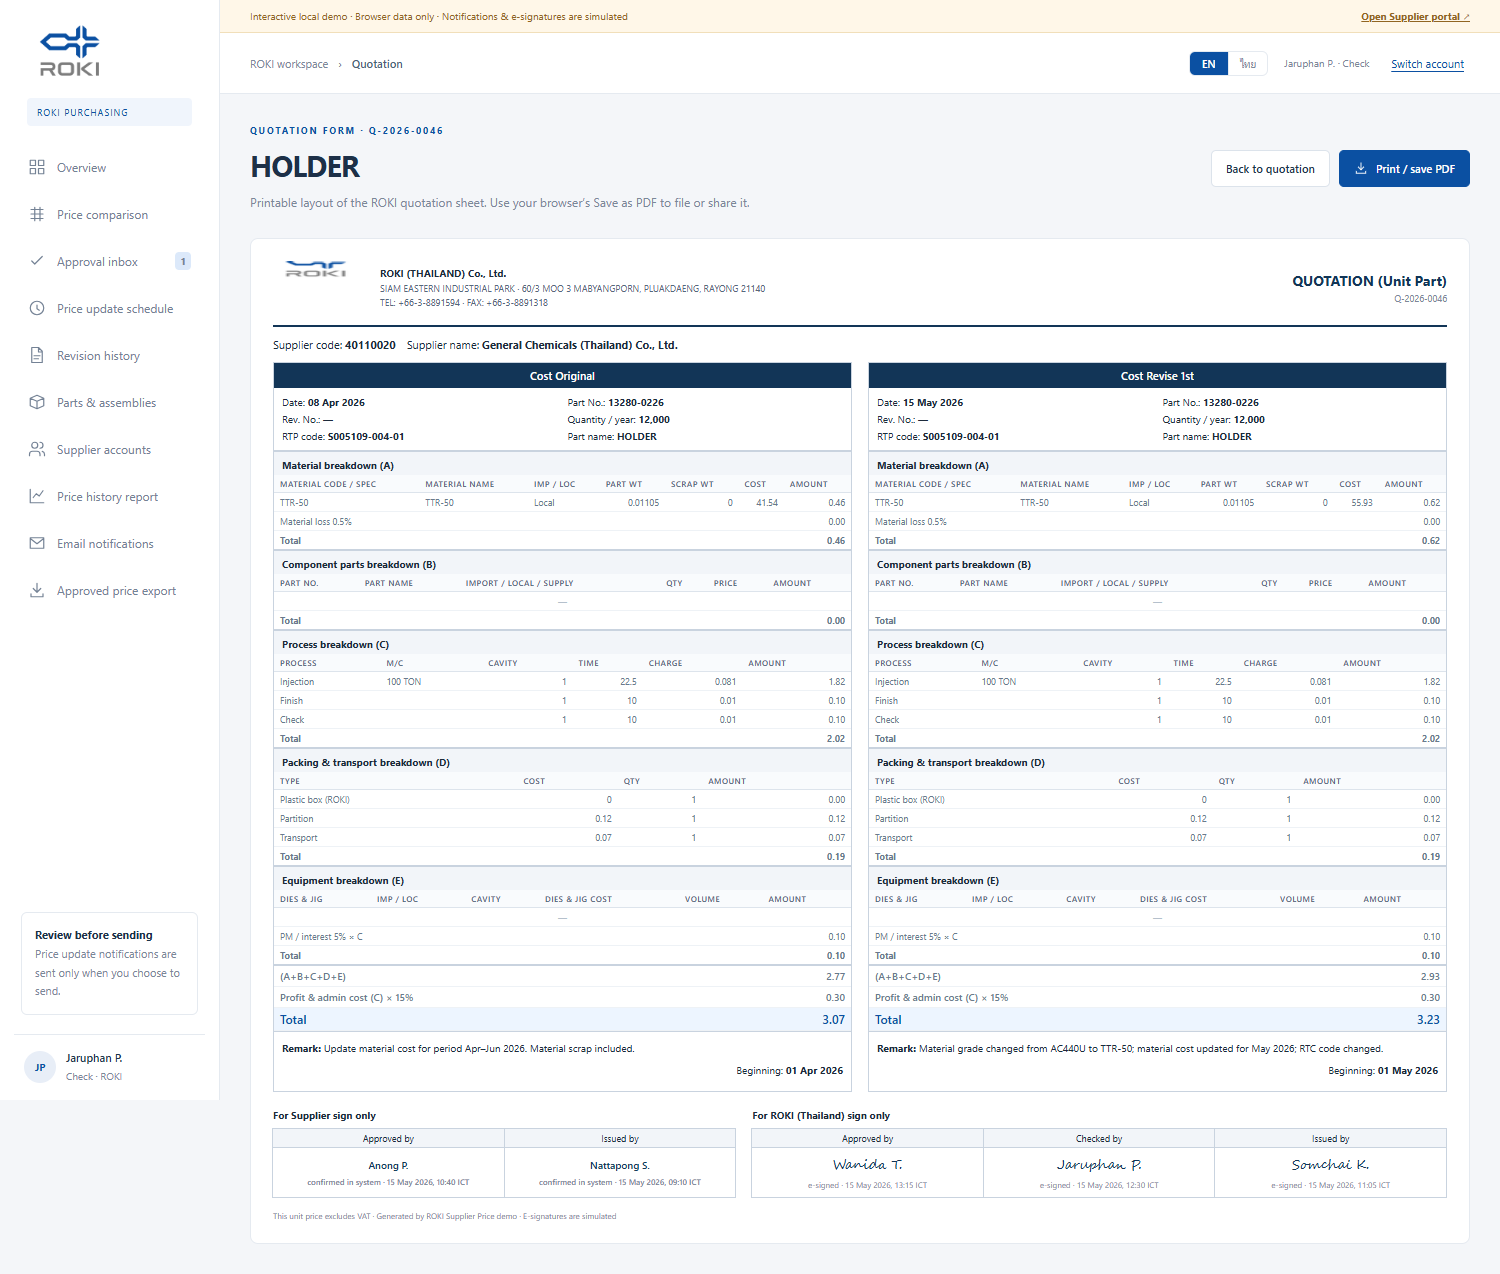 Interactive local demo · Browser data only · Notifications & e-signatures are simulated
Open Supplier portal ↗
ROKI
ROKI PURCHASING
Overview
Price comparison
Approval inbox 1
Price update schedule
Revision history
Parts & assemblies
Supplier accounts
Price history report
Email notifications
Approved price export
Review before sending
Price update notifications are
sent only when you choose to
send.
JP Jaruphan P.
Check · ROKI
ROKI workspace › Quotation
EN ไทย Jaruphan P. · Check Switch account
QUOTATION FORM · Q-2026-0046
HOLDER
Back to quotation Print / save PDF
Printable layout of the ROKI quotation sheet. Use your browser's Save as PDF to file or share it.
ROKI
ROKI (THAILAND) Co., Ltd.
SIAM EASTERN INDUSTRIAL PARK · 60/3 MOO 3 MABYANGPORN, PLUAKDAENG, RAYONG 21140
TEL: +66-3-8891594 · FAX: +66-3-8891318
QUOTATION (Unit Part)
Q-2026-0046
Supplier code: 40110020 Supplier name: General Chemicals (Thailand) Co., Ltd.
Cost Original
Date: 08 Apr 2026 Part No.: 13280-0226
Rev. No.: — Quantity / year: 12,000
RTP code: S005109-004-01 Part name: HOLDER
Material breakdown (A)
MATERIAL CODE / SPEC MATERIAL NAME IMP / LOC PART WT SCRAP WT COST AMOUNT
TTR-50 TTR-50 Local 0.01105 0 41.54 0.46
Material loss 0.5% 0.00
Total 0.46
Component parts breakdown (B)
PART NO. PART NAME IMPORT / LOCAL / SUPPLY QTY PRICE AMOUNT
—
Total 0.00
Process breakdown (C)
PROCESS M/C CAVITY TIME CHARGE AMOUNT
Injection 100 TON 1 22.5 0.081 1.82
Finish 1 10 0.01 0.10
Check 1 10 0.01 0.10
Total 2.02
Packing & transport breakdown (D)
TYPE COST QTY AMOUNT
Plastic box (ROKI) 0 1 0.00
Partition 0.12 1 0.12
Transport 0.07 1 0.07
Total 0.19
Equipment breakdown (E)
DIES & JIG IMP / LOC CAVITY DIES & JIG COST VOLUME AMOUNT
—
PM / interest 5% × C 0.10
Total 0.10
(A+B+C+D+E) 2.77
Profit & admin cost (C) × 15% 0.30
Total 3.07
Remark: Update material cost for period Apr–Jun 2026. Material scrap included.
Beginning: 01 Apr 2026
Cost Revise 1st
Date: 15 May 2026 Part No.: 13280-0226
Rev. No.: — Quantity / year: 12,000
RTP code: S005109-004-01 Part name: HOLDER
Material breakdown (A)
MATERIAL CODE / SPEC MATERIAL NAME IMP / LOC PART WT SCRAP WT COST AMOUNT
TTR-50 TTR-50 Local 0.01105 0 55.93 0.62
Material loss 0.5% 0.00
Total 0.62
Component parts breakdown (B)
PART NO. PART NAME IMPORT / LOCAL / SUPPLY QTY PRICE AMOUNT
—
Total 0.00
Process breakdown (C)
PROCESS M/C CAVITY TIME CHARGE AMOUNT
Injection 100 TON 1 22.5 0.081 1.82
Finish 1 10 0.01 0.10
Check 1 10 0.01 0.10
Total 2.02
Packing & transport breakdown (D)
TYPE COST QTY AMOUNT
Plastic box (ROKI) 0 1 0.00
Partition 0.12 1 0.12
Transport 0.07 1 0.07
Total 0.19
Equipment breakdown (E)
DIES & JIG IMP / LOC CAVITY DIES & JIG COST VOLUME AMOUNT
—
PM / interest 5% × C 0.10
Total 0.10
(A+B+C+D+E) 2.93
Profit & admin cost (C) × 15% 0.30
Total 3.23
Remark: Material grade changed from AC440U to TTR-50; material cost updated for May 2026; RTC code changed.
Beginning: 01 May 2026
For Supplier sign only
Approved by Issued by
Anong P. Nattapong S.
confirmed in system · 15 May 2026, 10:40 ICT confirmed in system · 15 May 2026, 09:10 ICT
For ROKI (Thailand) sign only
Approved by Checked by Issued by
Wanida T. Jaruphan P. Somchai K.
e-signed · 15 May 2026, 13:15 ICT e-signed · 15 May 2026, 12:30 ICT e-signed · 15 May 2026, 11:05 ICT
This unit price excludes VAT · Generated by ROKI Supplier Price demo · E-signatures are simulated